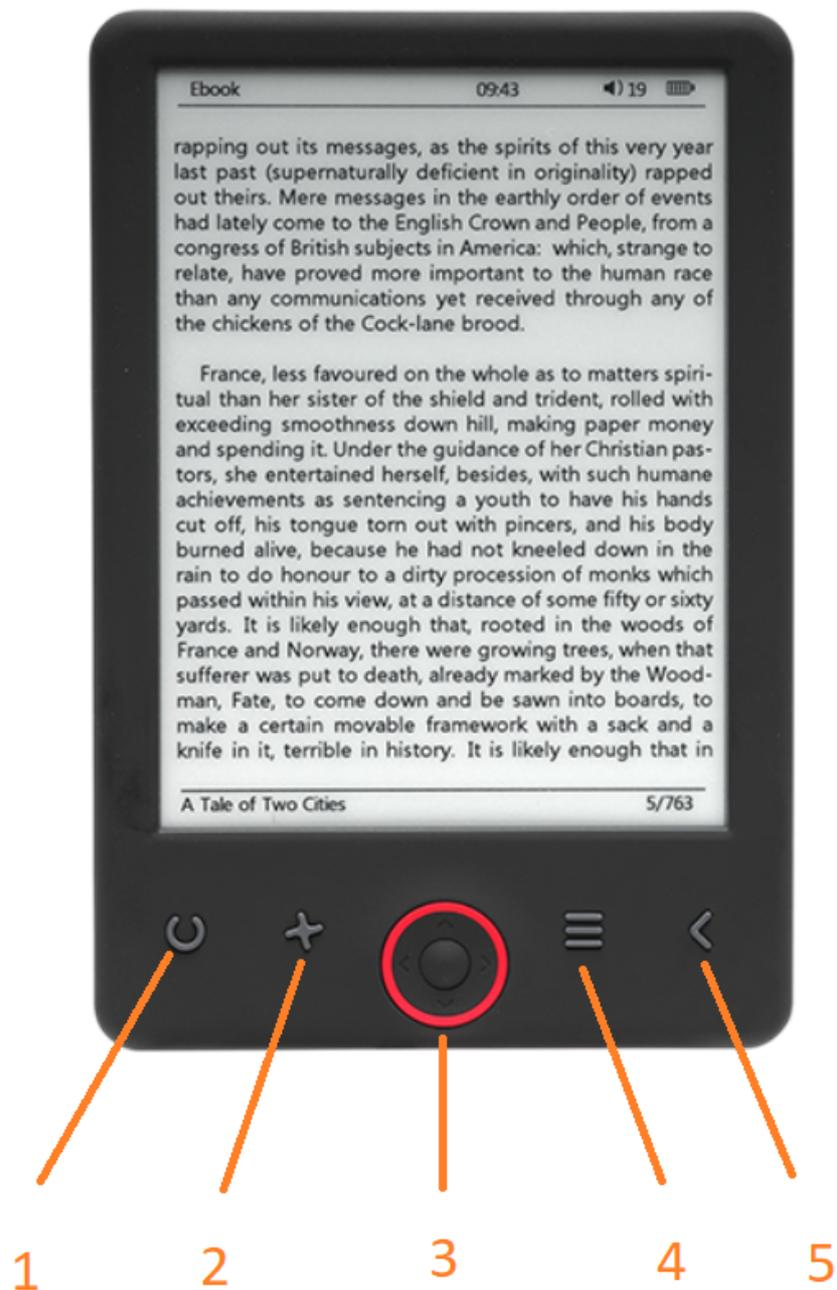 Ebook 09:43 19
rapping out its messages, as the spirits of this very year
last past (supernaturally deficient in originality) rapped
out theirs. Mere messages in the earthly order of events
had lately come to the English Crown and People, from a
congress of British subjects in America: which, strange to
relate, have proved more important to the human race
than any communications yet received through any of
the chickens of the Cock-lane brood.
France, less favoured on the whole as to matters spiri-
tual than her sister of the shield and trident, rolled with
exceeding smoothness down hill, making paper money
and spending it. Under the guidance of her Christian pas-
tors, she entertained herself, besides, with such humane
achievements as sentencing a youth to have his hands
cut off, his tongue torn out with pincers, and his body
burned alive, because he had not kneeled down in the
rain to do honour to a dirty procession of monks which
passed within his view, at a distance of some fifty or sixty
yards. It is likely enough that, rooted in the woods of
France and Norway, there were growing trees, when that
sufferer was put to death, already marked by the Wood-
man, Fate, to come down and be sawn into boards, to
make a certain movable framework with a sack and a
knife in it, terrible in history. It is likely enough that in
A Tale of Two Cities 5/763
1 2 3 4 5